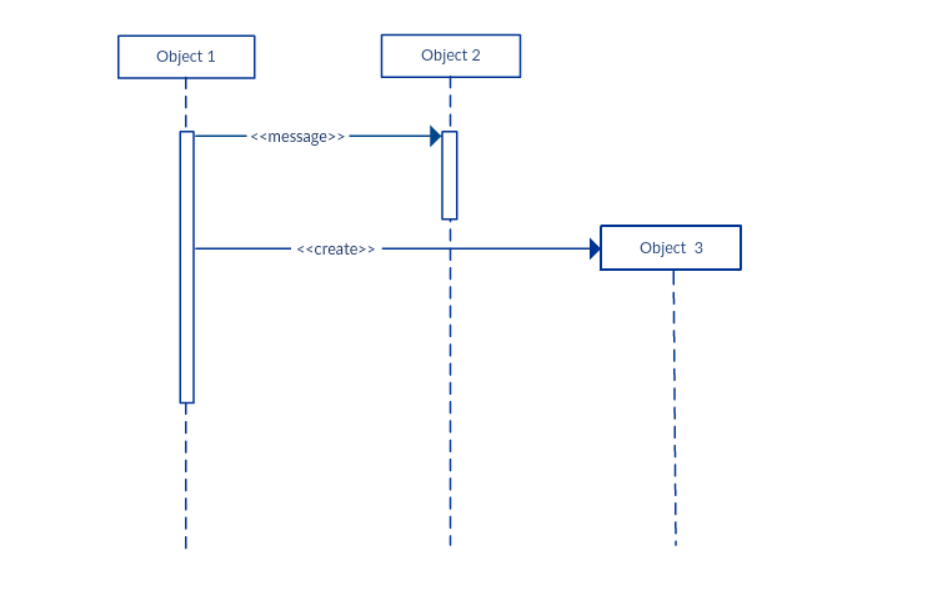 Object 1
Object 2
<<message>>
<<create>>
Object  3